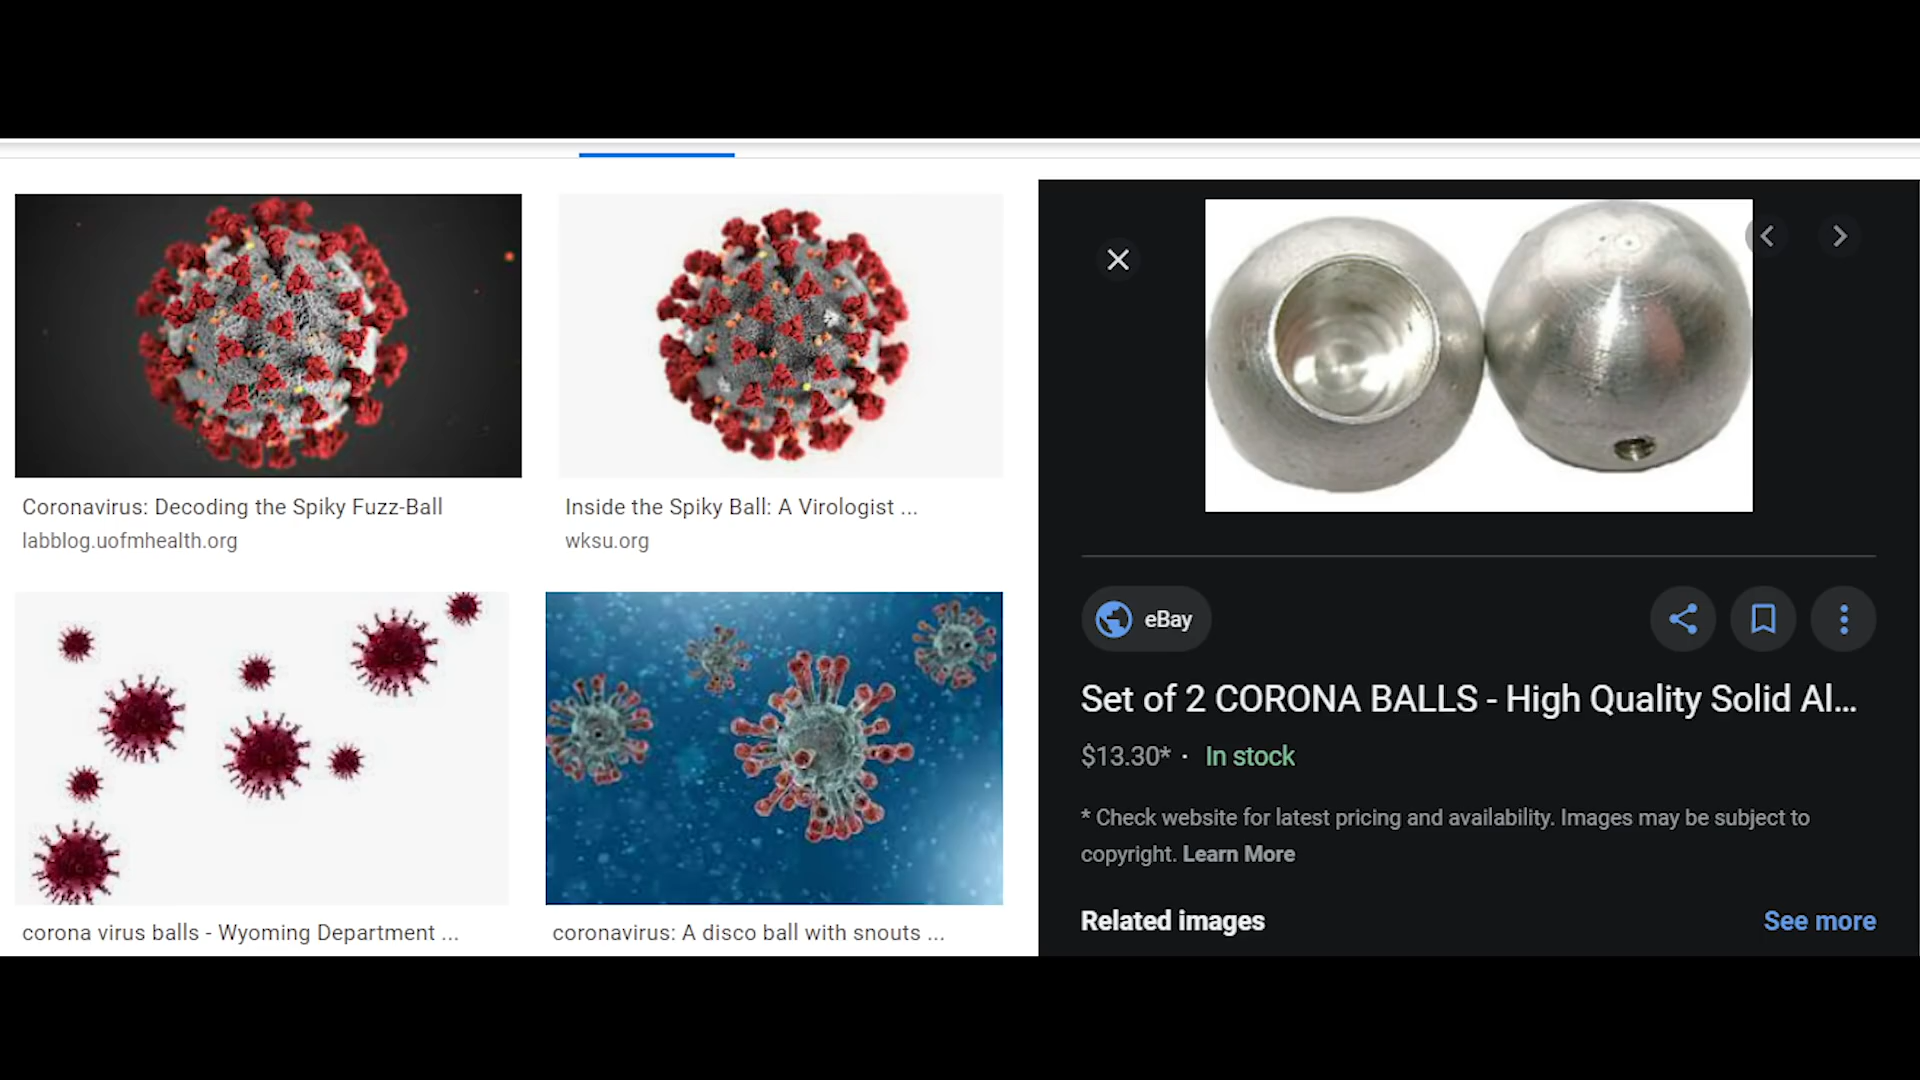 Coronavirus: Decoding the Spiky Fuzz-Ball
labblog.uofmhealth.org
Inside the Spiky Ball: A Virologist ...
wksu.org
corona virus balls - Wyoming Department ...
coronavirus: A disco ball with snouts ...
eBay
Set of 2 CORONA BALLS - High Quality Solid Al...
$13.30* · In stock
* Check website for latest pricing and availability. Images may be subject to
copyright. Learn More
Related images
See more